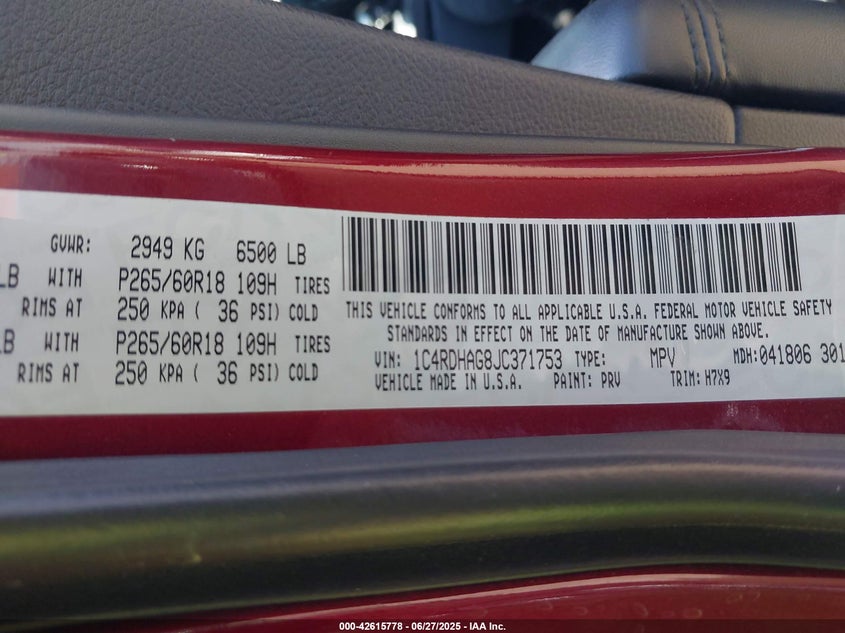 GVWR: 2949 KG 6500 LB
LB WITH P265/60R18 109H TIRES
RIMS AT 250 KPA ( 36 PSI) COLD
LB WITH P265/60R18 109H TIRES
RIMS AT 250 KPA ( 36 PSI) COLD
THIS VEHICLE CONFORMS TO ALL APPLICABLE U.S.A. FEDERAL MOTOR VEHICLE SAFETY
STANDARDS IN EFFECT ON THE DATE OF MANUFACTURE SHOWN ABOVE.
VIN: 1C4RDHAG8JC371753 TYPE: MPV MDH:041806 301
VEHICLE MADE IN U.S.A. PAINT: PRV TRIM: H7X9
000-42615778 - 06/27/2025 - IAA Inc.